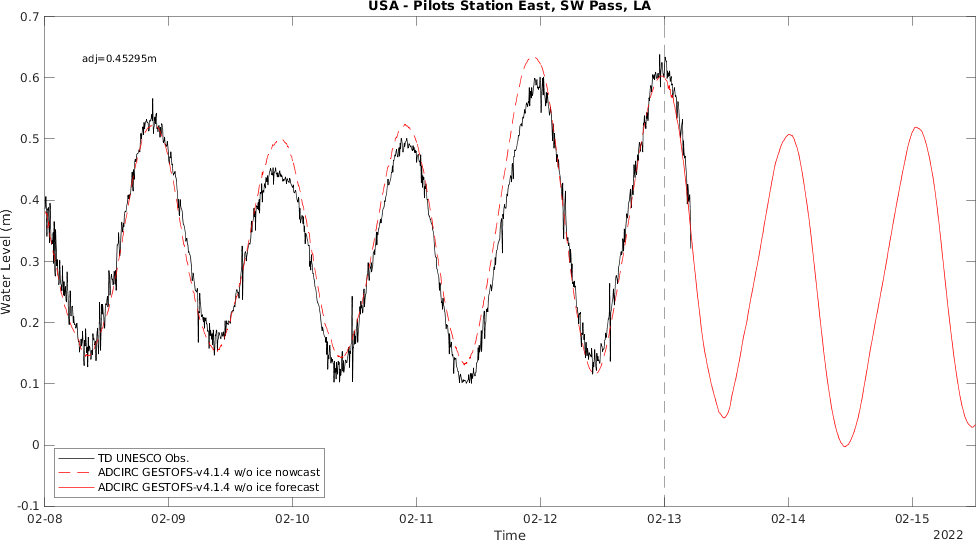 USA - Pilots Station East, SW Pass, LA
adj=0.45295m
0.7
0.6
0.5
0.4
0.3
0.2
0.1
0
-0.1
Water Level (m)
TD UNESCO Obs.
ADCIRC GESTOFS-v4.1.4 w/o ice nowcast
ADCIRC GESTOFS-v4.1.4 w/o ice forecast
02-08 02-09 02-10 02-11 02-12 02-13 02-14 02-15
Time
2022